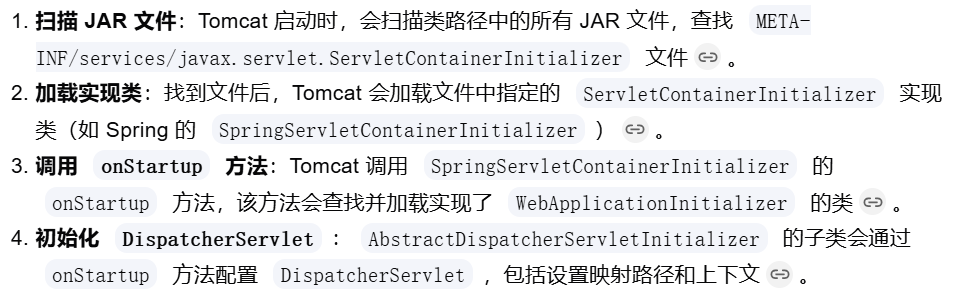 1. 扫描 JAR 文件：Tomcat 启动时，会扫描类路径中的所有 JAR 文件，查找 META-
INF/services/javax.servlet.ServletContainerInitializer 文件 。
2. 加载实现类：找到文件后，Tomcat 会加载文件中指定的 ServletContainerInitializer 实现
类（如 Spring 的 SpringServletContainerInitializer ） 。
3. 调用 onStartup 方法：Tomcat 调用 SpringServletContainerInitializer 的
onStartup 方法，该方法会查找并加载实现了 WebApplicationInitializer 的类 。
4. 初始化 DispatcherServlet ： AbstractDispatcherServletInitializer 的子类会通过
onStartup 方法配置 DispatcherServlet ，包括设置映射路径和上下文 。